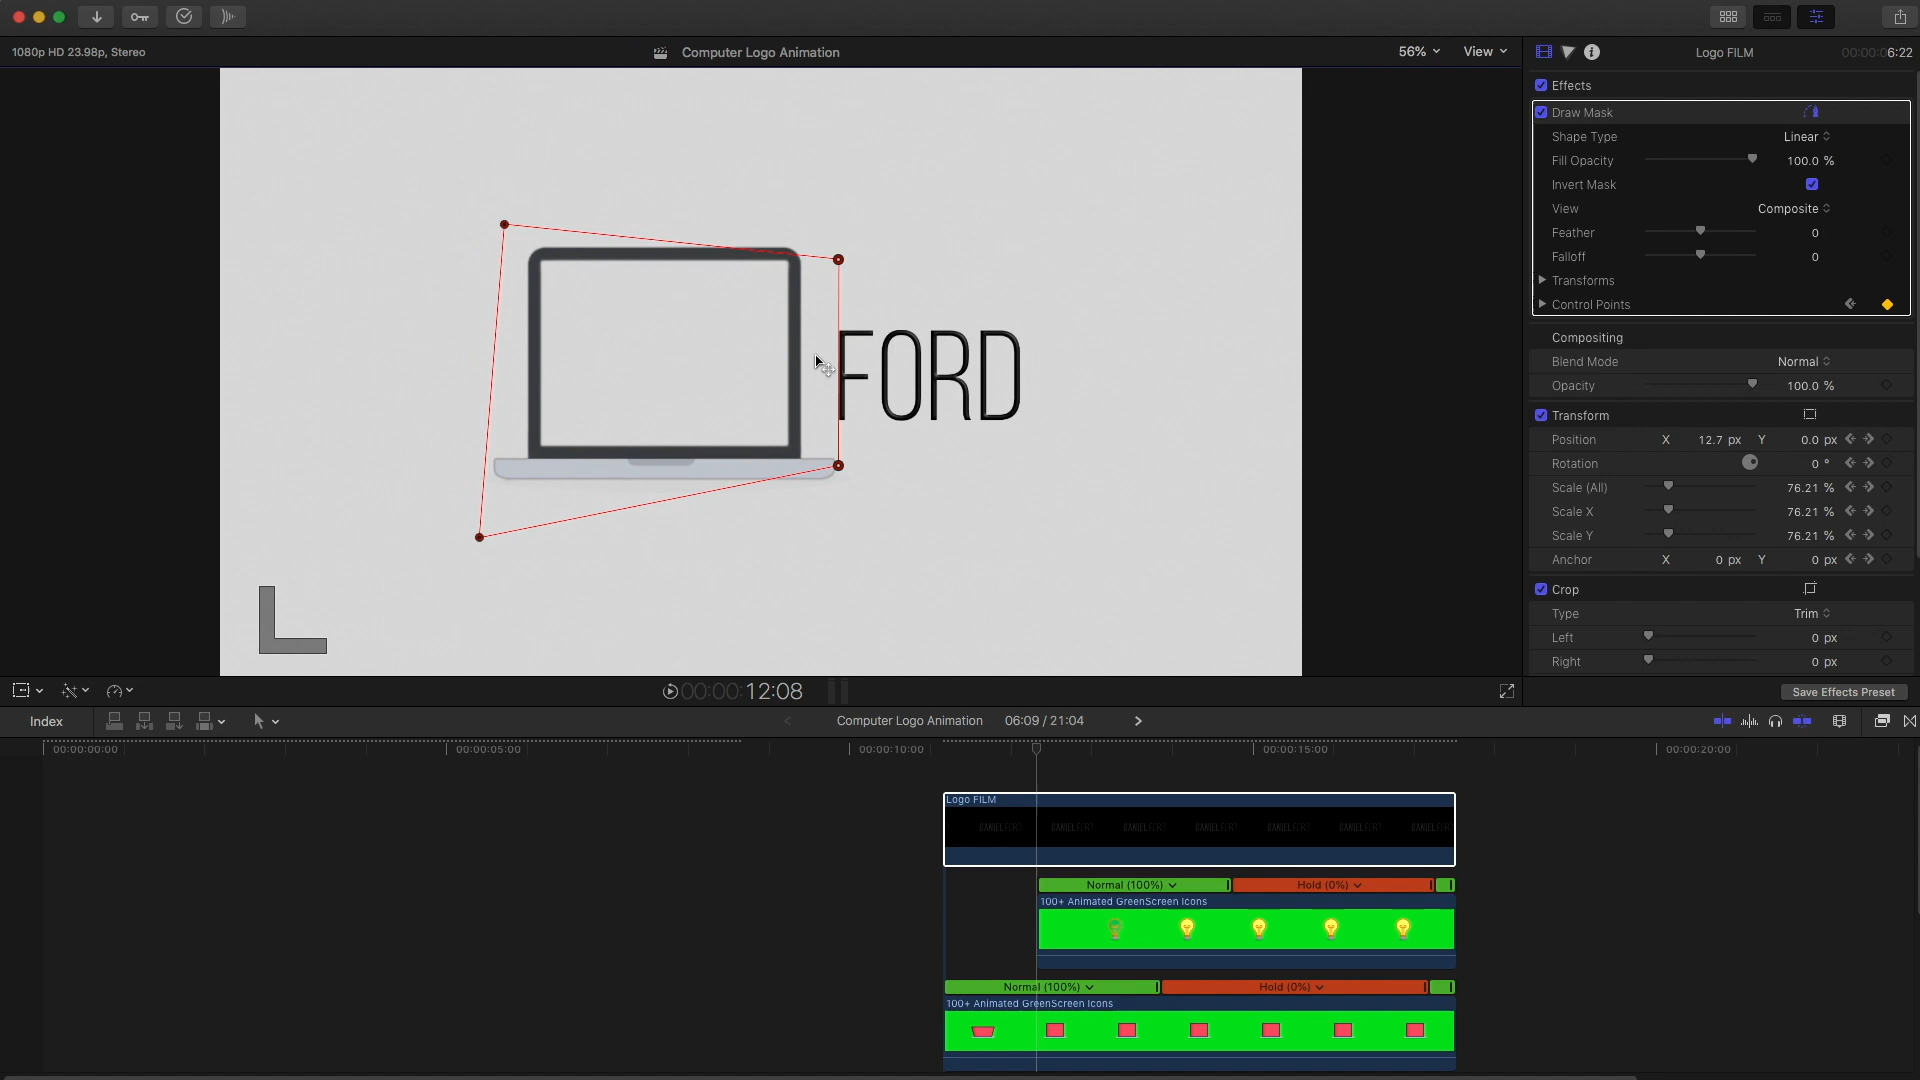 1080p HD 23.98p, Stereo
Computer Logo Animation
56%
View
Logo FILM
00:00:06:22
Effects
Draw Mask
Shape Type
Linear
Fill Opacity
100.0 %
Invert Mask
View
Composite
Feather
0
Falloff
0
Transforms
Control Points
Compositing
Blend Mode
Normal
Opacity
100.0 %
Transform
Position X 12.7 px Y 0.0 px
Rotation
0 °
Scale (All)
76.21 %
Scale X
76.21 %
Scale Y
76.21 %
Anchor X 0 px Y 0 px
Crop
Type
Trim
Left
0 px
Right
0 px
FORD
00:00:12:08
Save Effects Preset
Index
Computer Logo Animation
06:09 / 21:04
00:00:00:00
00:00:05:00
00:00:10:00
00:00:15:00
00:00:20:00
Logo FILM
Normal (100%)
Hold (0%)
100+ Animated GreenScreen Icons
Normal (100%)
Hold (0%)
100+ Animated GreenScreen Icons